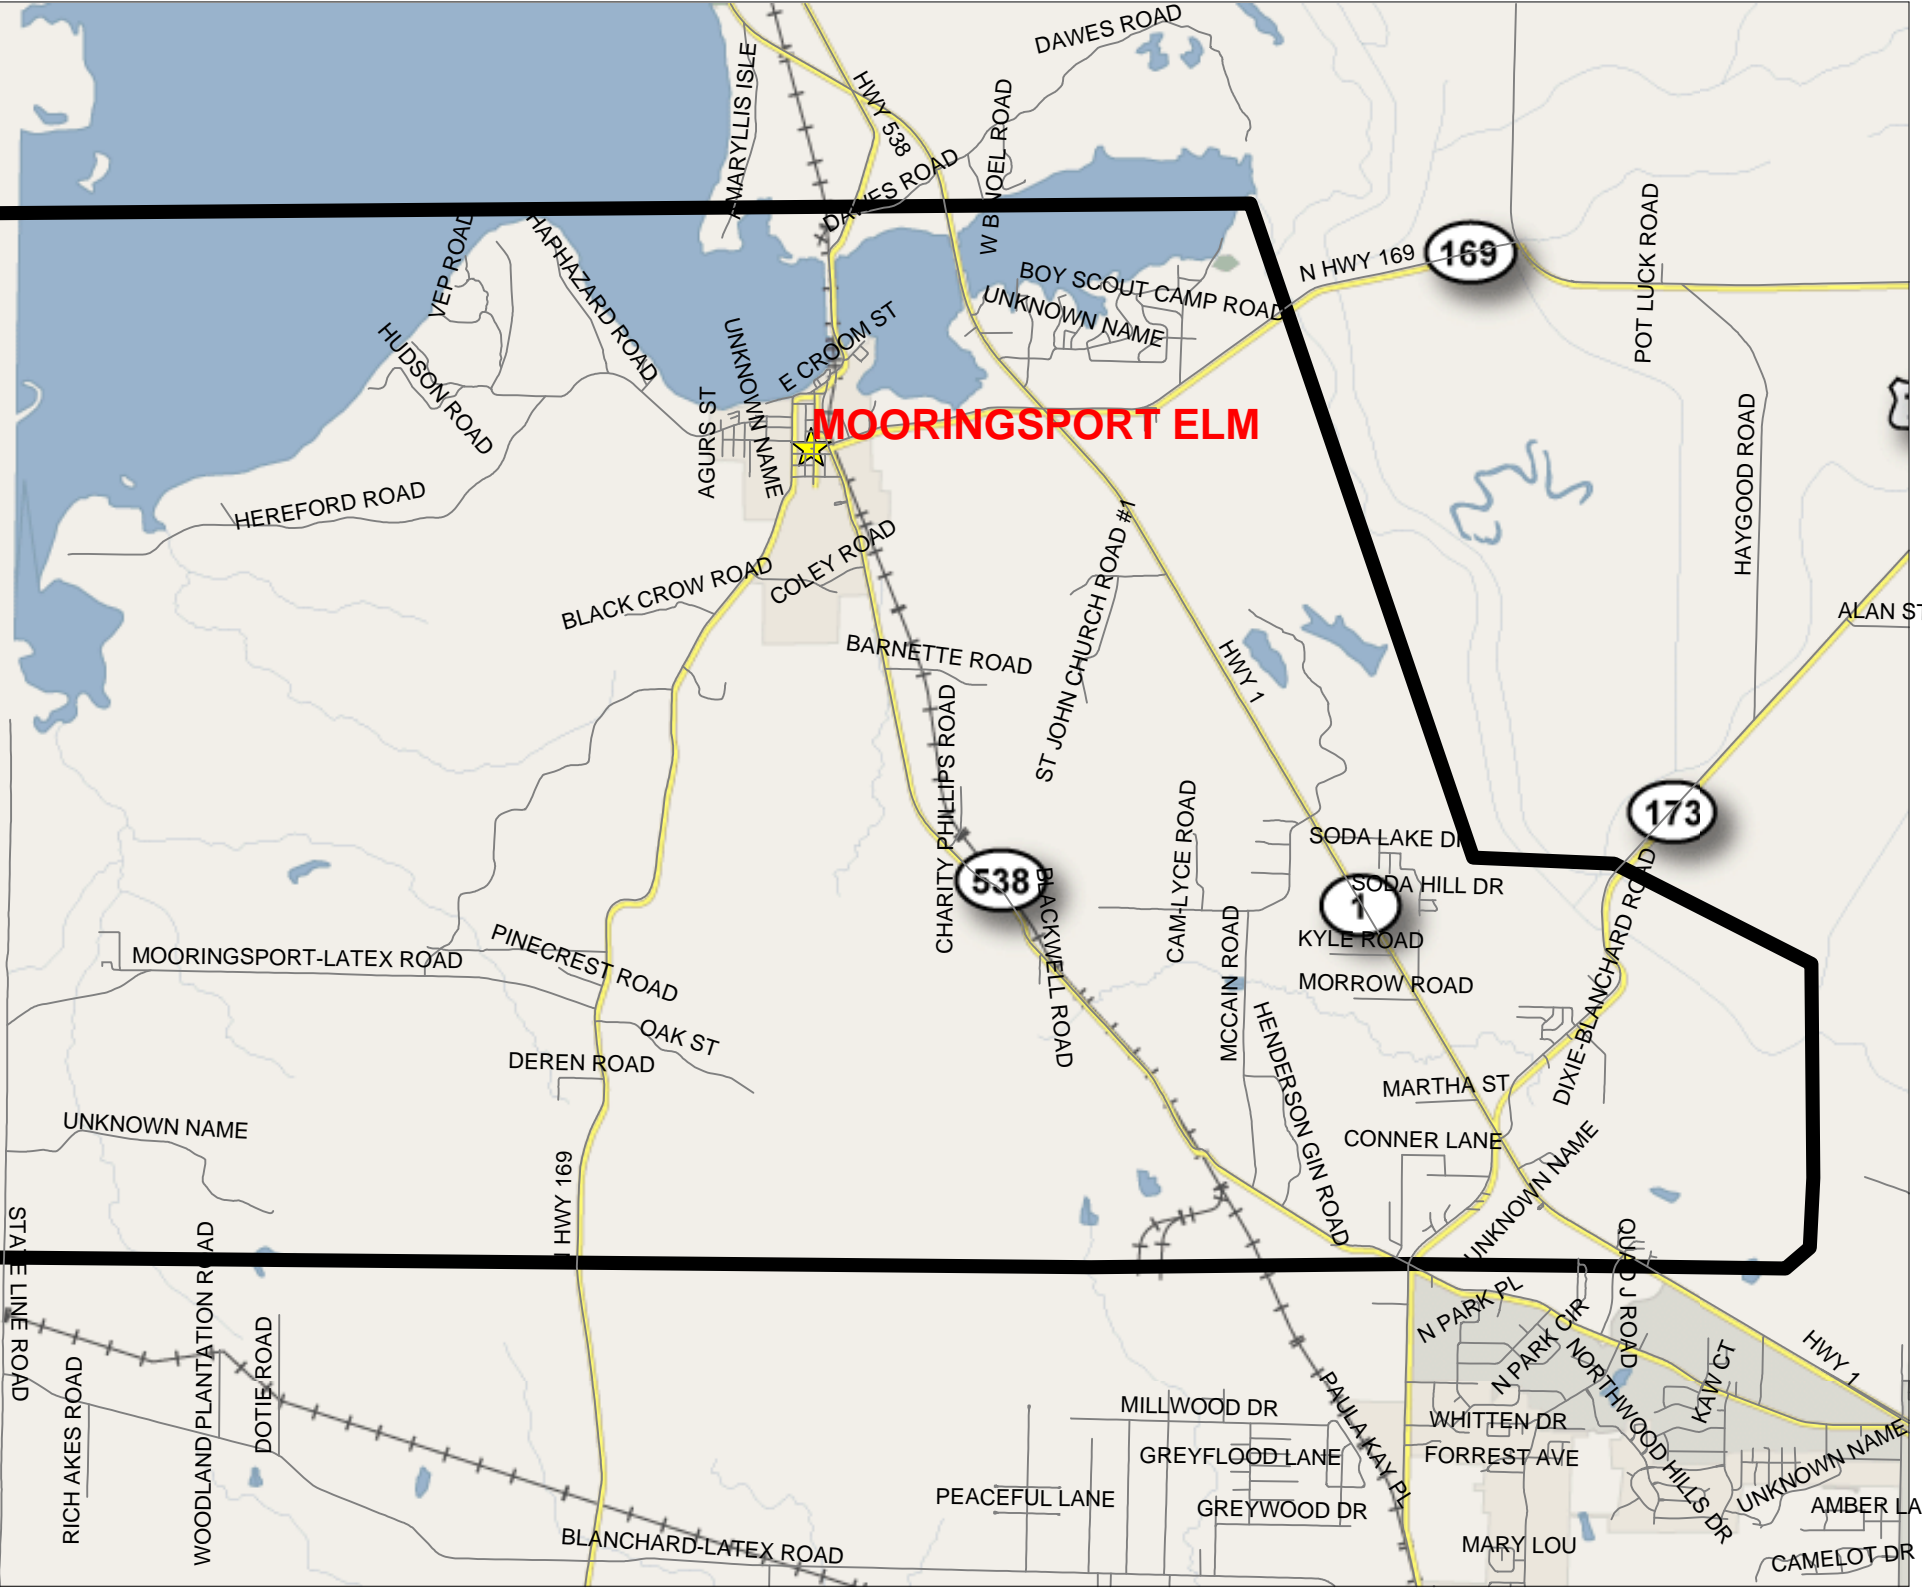 DAWES ROAD
AMARYLLIS ISLE
HWY 538
W B NOEL ROAD
DAWES ROAD
VEP ROAD
HAPHAZARD ROAD
HUDSON ROAD
UNKNOWN NAME
E CROOM ST
AGURS ST
BOY SCOUT CAMP ROAD
UNKNOWN NAME
N HWY 169
169
POT LUCK ROAD
MOORINGSPORT ELM
HAYGOOD ROAD
HEREFORD ROAD
BLACK CROW ROAD
COLEY ROAD
ST JOHN CHURCH ROAD #1
ALAN ST
BARNETTE ROAD
HWY 1
CHARITY PHILLIPS ROAD
173
538
CAM-LYCE ROAD
SODA LAKE D
SODA HILL DR
1
BLACKWELL ROAD
MCCAIN ROAD
KYLE ROAD
MORROW ROAD
DIXIE-BLANCHARD ROAD
PINECREST ROAD
MOORINGSPORT-LATEX ROAD
OAK ST
DEREN ROAD
HENDERSON GIN ROAD
MARTHA ST
CONNER LANE
UNKNOWN NAME
UNKNOWN NAME
HWY 169
STATE LINE ROAD
WOODLAND PLANTATION ROAD
QUAD J ROAD
N PARK PL
N PARK CIR
HWY 1
DOTIE ROAD
RICH AKES ROAD
NORTHWOOD HILLS DR
KAW CT
PAULA KAY PL
MILLWOOD DR
WHITTEN DR
GREYFLOOD LANE
FORREST AVE
UNKNOWN NAME
PEACEFUL LANE
GREYWOOD DR
AMBER LA
BLANCHARD-LATEX ROAD
MARY LOU
CAMELOT DR